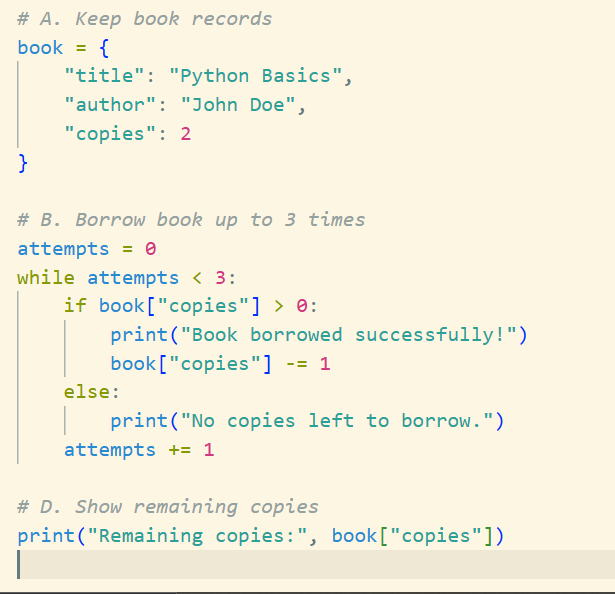 # A. Keep book records
book = {
    "title": "Python Basics",
    "author": "John Doe",
    "copies": 2
}

# B. Borrow book up to 3 times
attempts = 0
while attempts < 3:
    if book["copies"] > 0:
        print("Book borrowed successfully!")
        book["copies"] -= 1
    else:
        print("No copies left to borrow.")
    attempts += 1

# D. Show remaining copies
print("Remaining copies:", book["copies"])